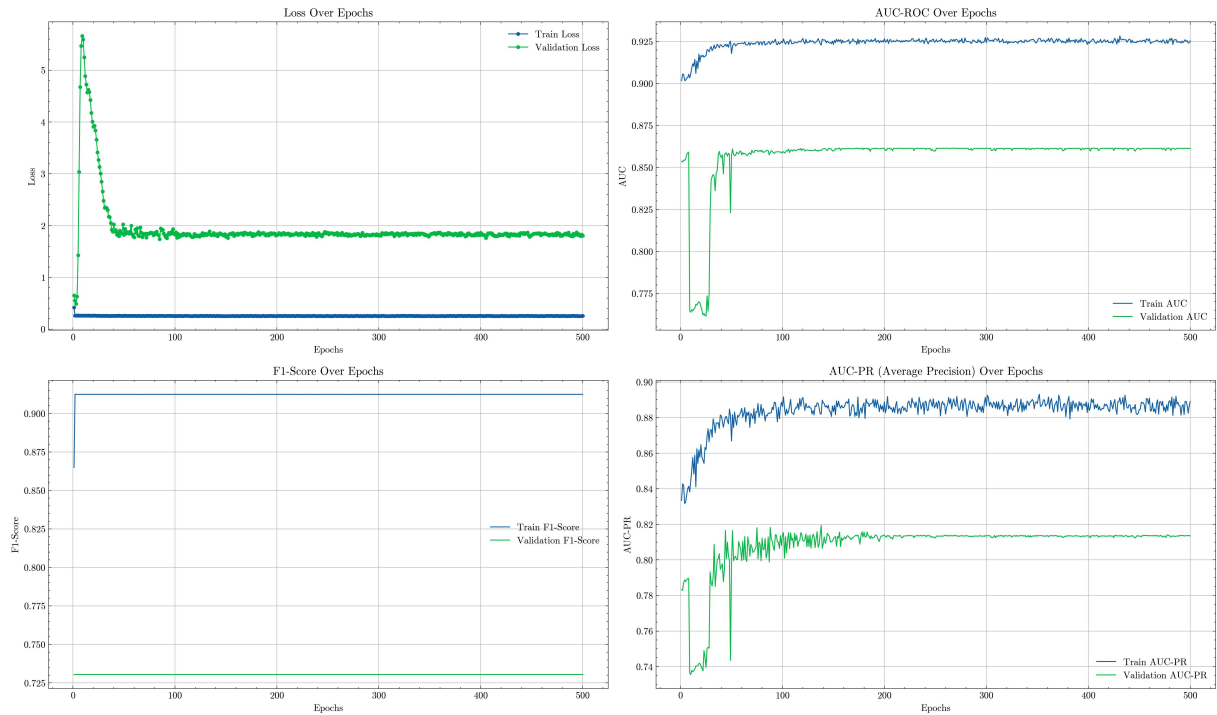 Loss Over Epochs
Train Loss
Validation Loss
Loss
5
4
3
2
1
0
0
100
200
300
400
500
Epochs
AUC-ROC Over Epochs
AUC
0.925
0.900
0.875
0.850
0.825
0.800
0.775
Train AUC
Validation AUC
0
100
200
300
400
500
Epochs
F1-Score Over Epochs
F1-Score
0.900
0.875
0.850
0.825
0.800
0.775
0.750
0.725
Train F1-Score
Validation F1-Score
0
100
200
300
400
500
Epochs
AUC-PR (Average Precision) Over Epochs
AUC-PR
0.90
0.88
0.86
0.84
0.82
0.80
0.78
0.76
0.74
Train AUC-PR
Validation AUC-PR
0
100
200
300
400
500
Epochs